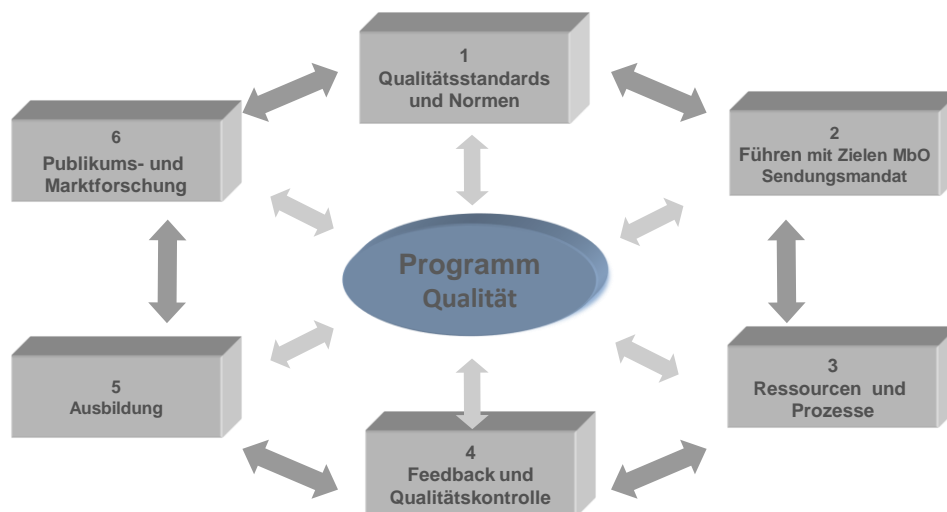 1
Qualitätsstandards
und Normen
2
Führen mit Zielen MbO
Sendungsmandat
3
Ressourcen und
Prozesse
4
Feedback und
Qualitätskontrolle
5
Ausbildung
6
Publikums- und
Marktforschung
Programm
Qualität